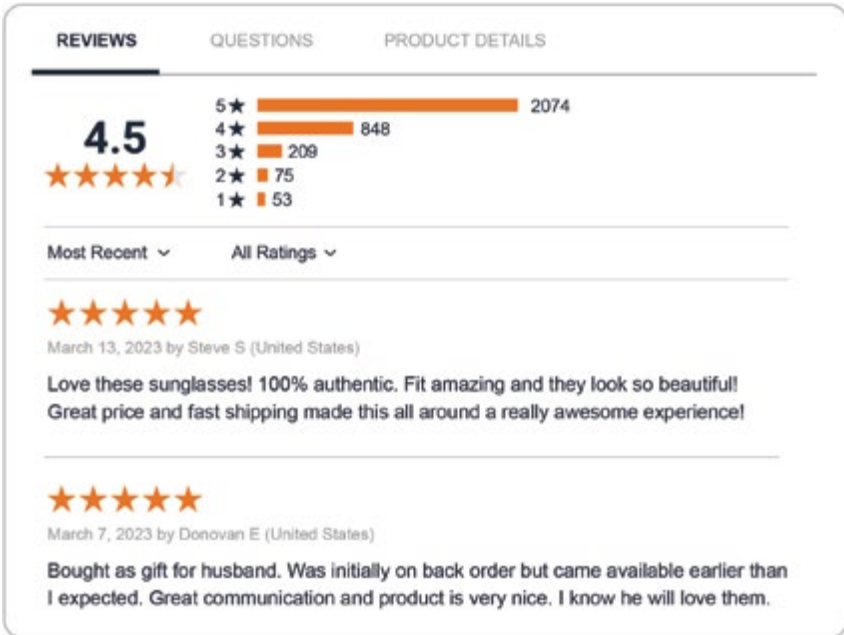 REVIEWS QUESTIONS PRODUCT DETAILS
4.5
5★ 2074
4★ 848
3★ 209
2★ 75
1★ 53
Most Recent All Ratings
March 13, 2023 by Steve S (United States)
Love these sunglasses! 100% authentic. Fit amazing and they look so beautiful!
Great price and fast shipping made this all around a really awesome experience!
March 7, 2023 by Donovan E (United States)
Bought as gift for husband. Was initially on back order but came available earlier than
I expected. Great communication and product is very nice. I know he will love them.